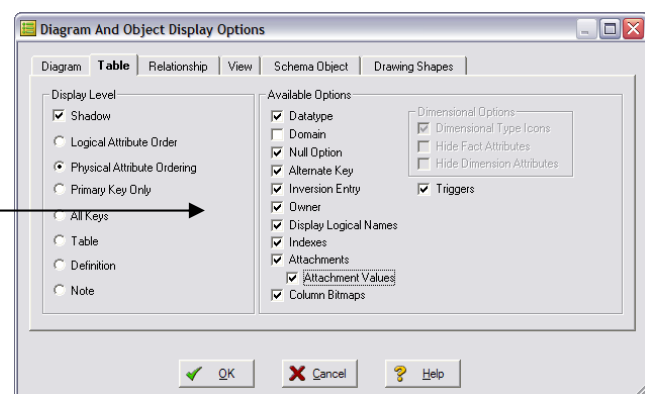 Diagram And Object Display Options
Diagram Table Relationship View Schema Object Drawing Shapes
Display Level
Shadow
Logical Attribute Order
Physical Attribute Ordering
Primary Key Only
All Keys
Table
Definition
Note
Available Options
Datatype
Domain
Null Option
Alternate Key
Inversion Entry
Owner
Display Logical Names
Indexes
Attachments
Attachment Values
Column Bitmaps
Dimensional Options
Dimensional Type Icons
Hide Fact Attributes
Hide Dimension Attributes
Triggers
OK Cancel Help